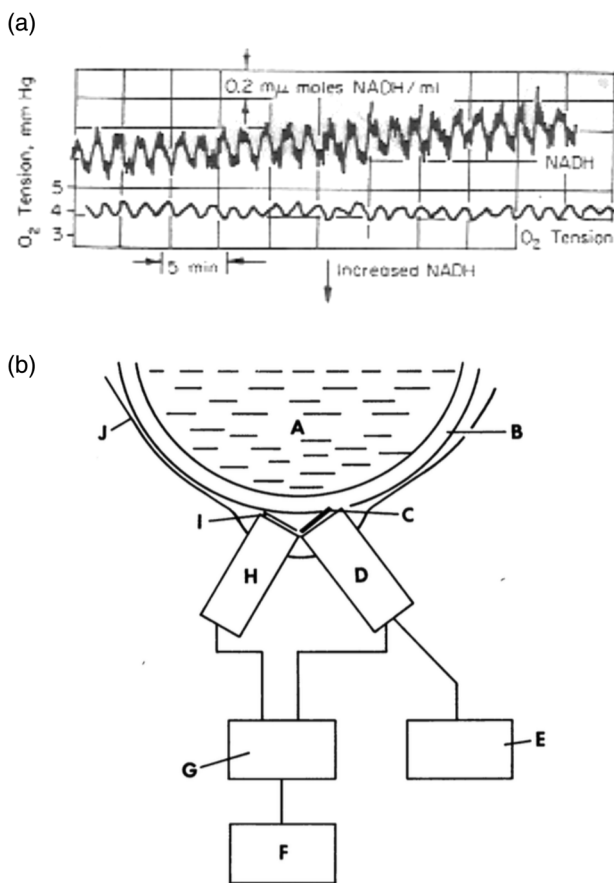 (a)
0.2 mµ moles NADH/ml
O₂ Tension, mm Hg
NADH
5
4
3
O₂ Tension
5 min
Increased NADH
(b)
A
J
B
I
C
H
D
G
E
F